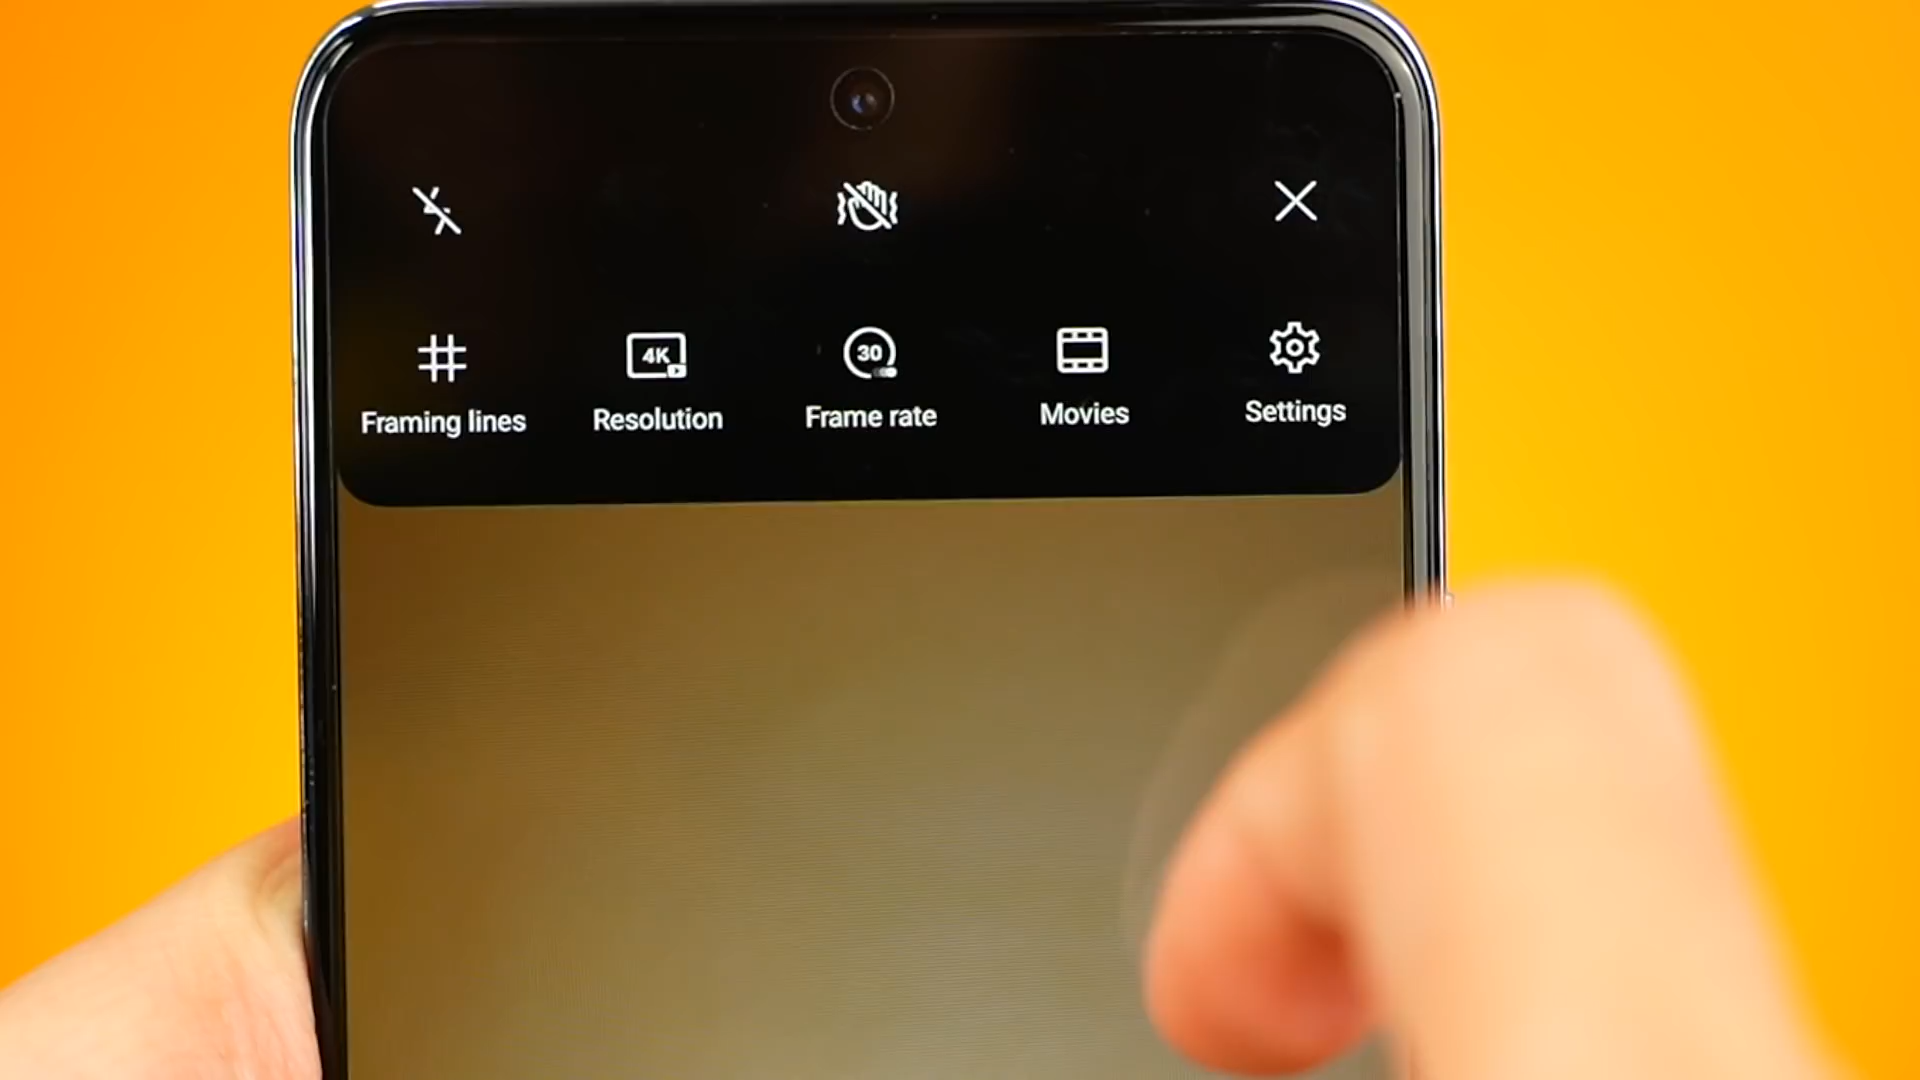 4K
30
Framing lines
Resolution
Frame rate
Movies
Settings